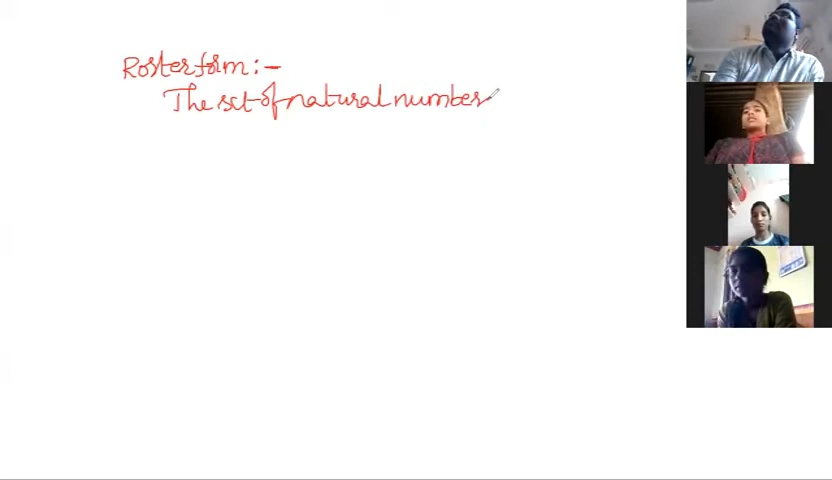 Roster form :-
The set of natural numbers